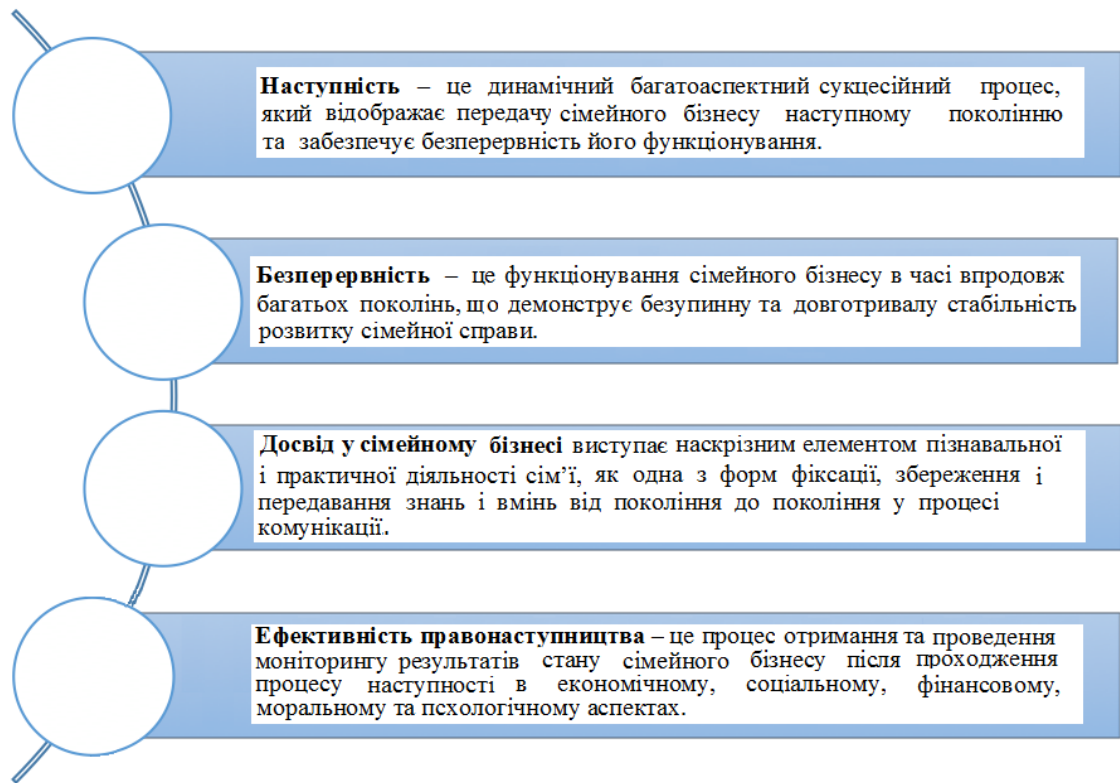 Наступність – це динамічний багатоаспектний сукцесійний процес,
який відображає передачу сімейного бізнесу наступному поколінню
та забезпечує безперервність його функціонування.
Безперервність – це функціонування сімейного бізнесу в часі впродовж
багатьох поколінь, що демонструє безупинну та довготривалу стабільність
розвитку сімейної справи.
Досвід у сімейному бізнесі виступає наскрізним елементом пізнавальної
і практичної діяльності сім’ї, як одна з форм фіксації, збереження і
передавання знань і вмінь від покоління до покоління у процесі
комунікації.
Ефективність правонаступництва – це процес отримання та проведення
моніторингу результатів стану сімейного бізнесу після проходження
процесу наступності в економічному, соціальному, фінансовому,
моральному та псхологічному аспектах.